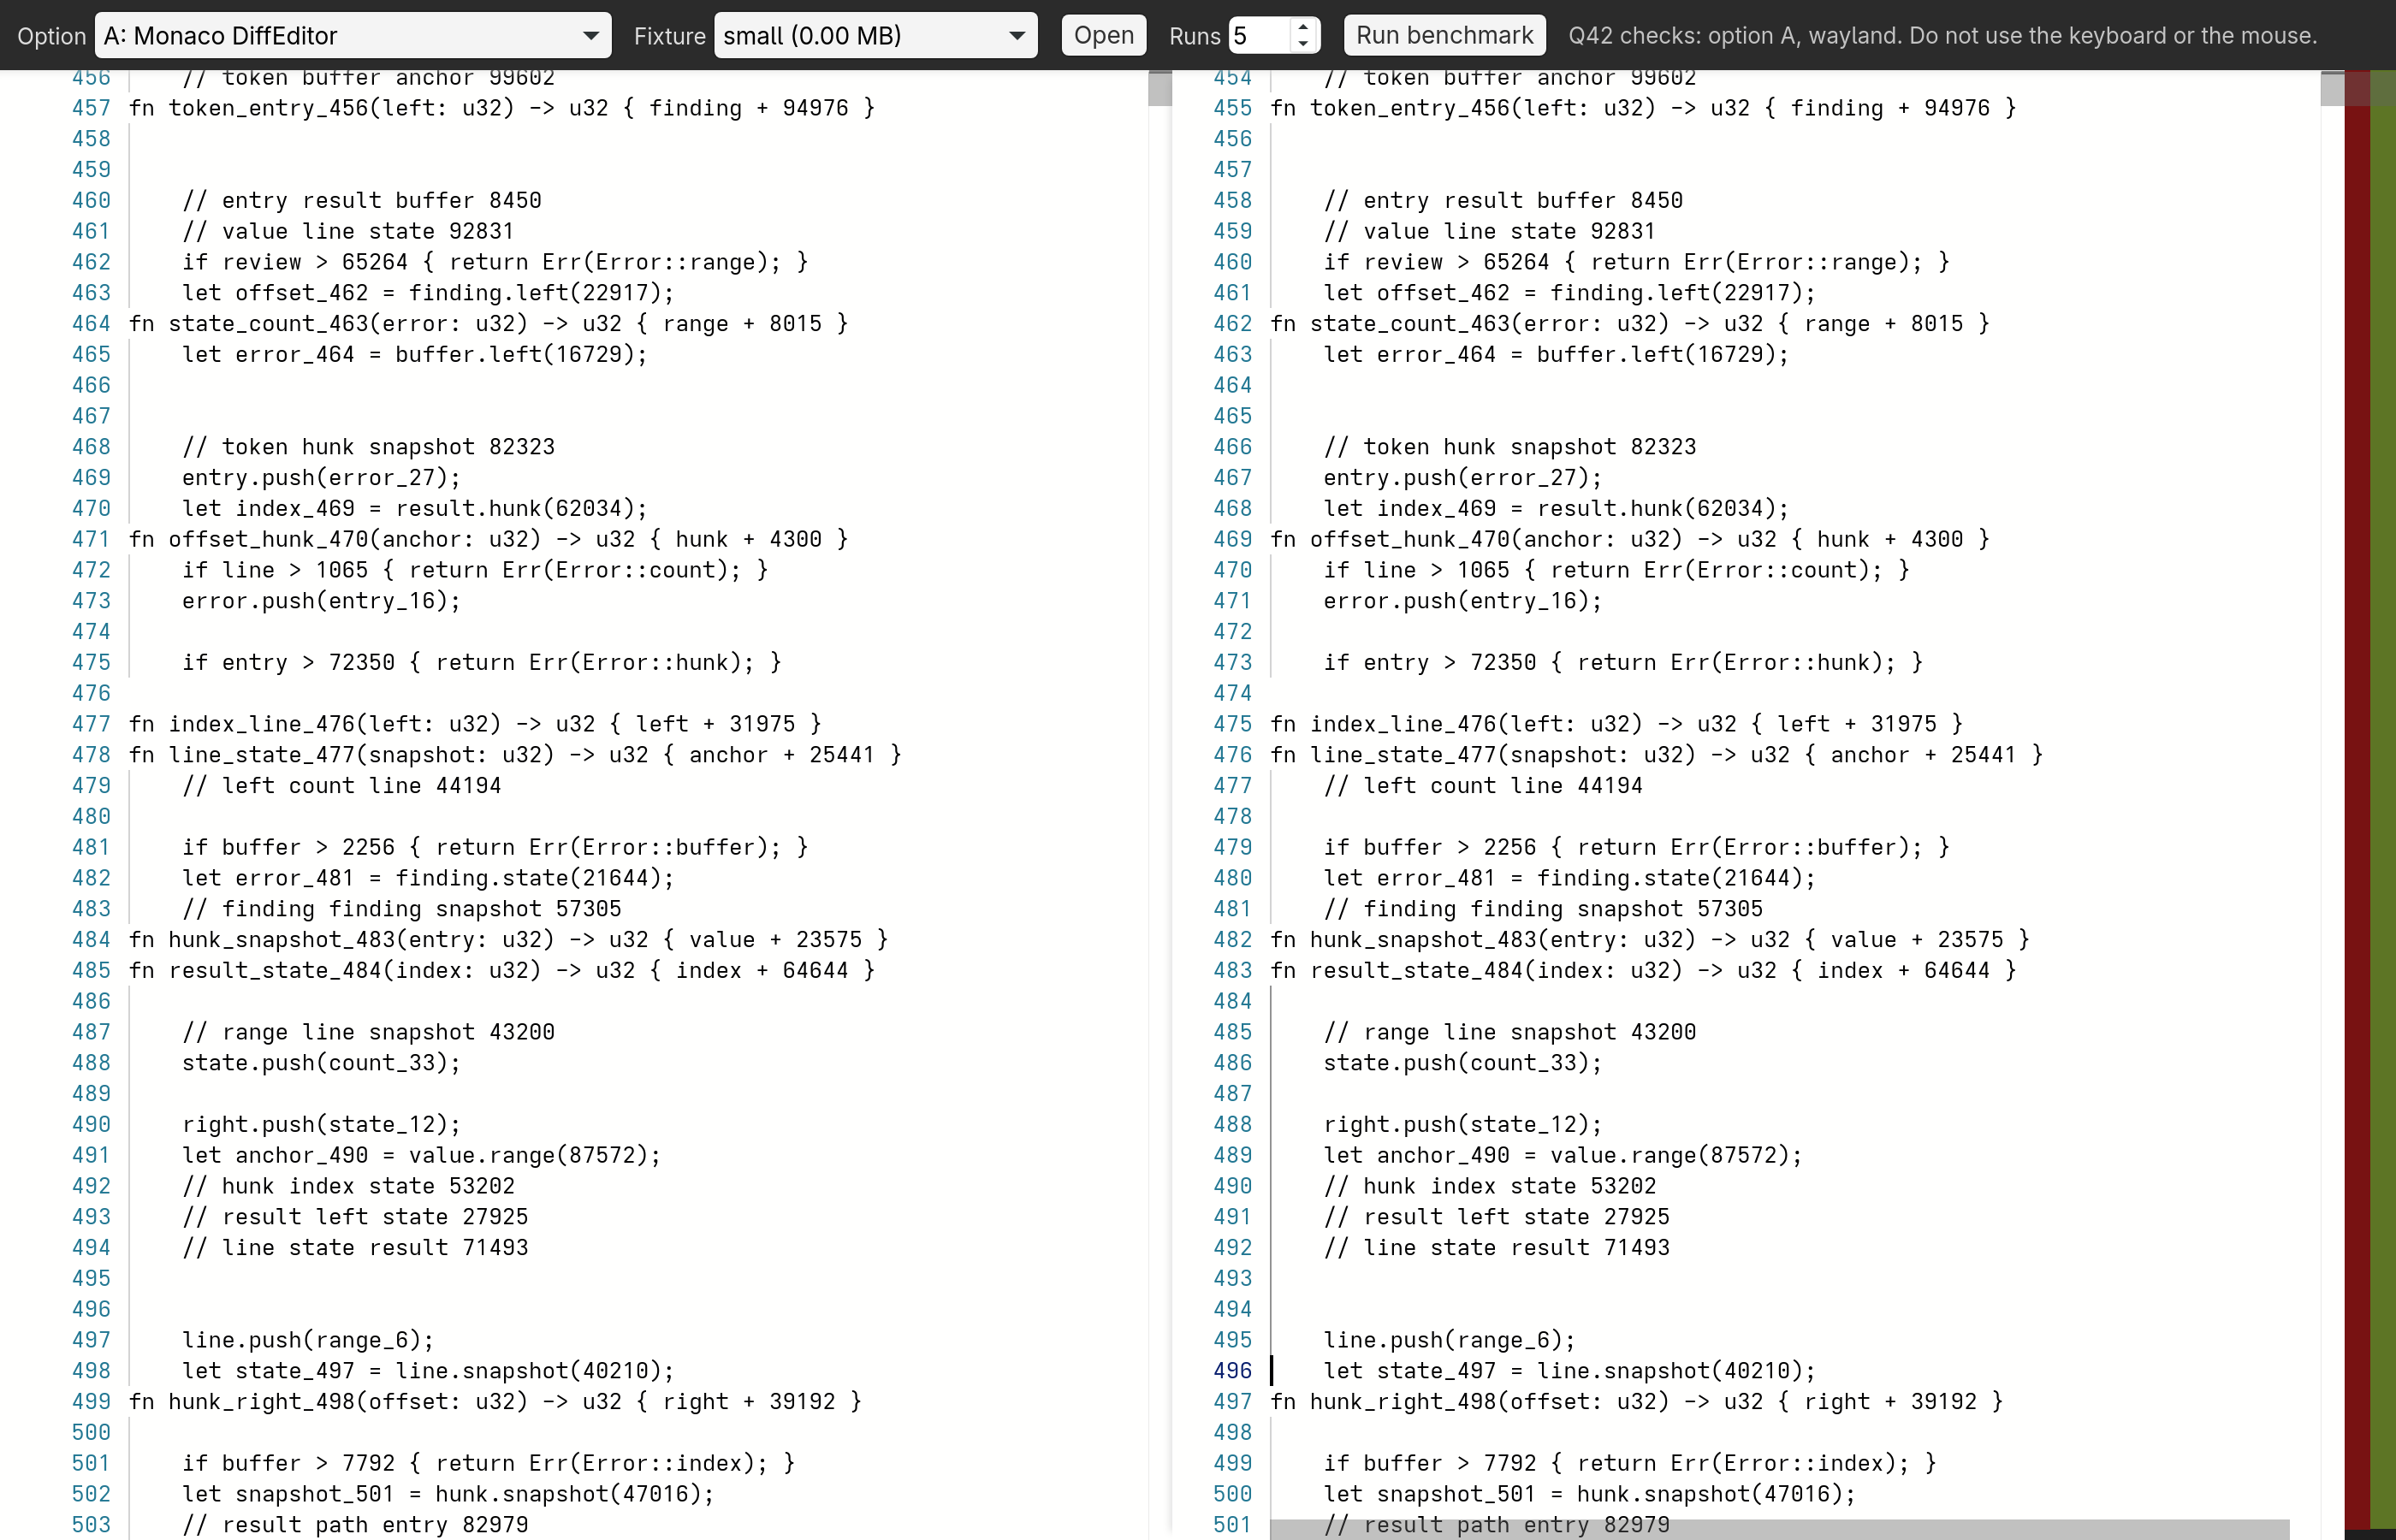 Option A: Monaco DiffEditor Fixture small (0.00 MB) Open Runs 5 Run benchmark Q42 checks: option A, wayland. Do not use the keyboard or the mouse.
456     // token buffer anchor 99602
457 fn token_entry_456(left: u32) -> u32 { finding + 94976 }
458
459
460     // entry result buffer 8450
461     // value line state 92831
462     if review > 65264 { return Err(Error::range); }
463     let offset_462 = finding.left(22917);
464 fn state_count_463(error: u32) -> u32 { range + 8015 }
465     let error_464 = buffer.left(16729);
466
467
468     // token hunk snapshot 82323
469     entry.push(error_27);
470     let index_469 = result.hunk(62034);
471 fn offset_hunk_470(anchor: u32) -> u32 { hunk + 4300 }
472     if line > 1065 { return Err(Error::count); }
473     error.push(entry_16);
474
475     if entry > 72350 { return Err(Error::hunk); }
476
477 fn index_line_476(left: u32) -> u32 { left + 31975 }
478 fn line_state_477(snapshot: u32) -> u32 { anchor + 25441 }
479     // left count line 44194
480
481     if buffer > 2256 { return Err(Error::buffer); }
482     let error_481 = finding.state(21644);
483     // finding finding snapshot 57305
484 fn hunk_snapshot_483(entry: u32) -> u32 { value + 23575 }
485 fn result_state_484(index: u32) -> u32 { index + 64644 }
486
487     // range line snapshot 43200
488     state.push(count_33);
489
490     right.push(state_12);
491     let anchor_490 = value.range(87572);
492     // hunk index state 53202
493     // result left state 27925
494     // line state result 71493
495
496
497     line.push(range_6);
498     let state_497 = line.snapshot(40210);
499 fn hunk_right_498(offset: u32) -> u32 { right + 39192 }
500
501     if buffer > 7792 { return Err(Error::index); }
502     let snapshot_501 = hunk.snapshot(47016);
503     // result path entry 82979
454     // token buffer anchor 99602
455 fn token_entry_456(left: u32) -> u32 { finding + 94976 }
456
457
458     // entry result buffer 8450
459     // value line state 92831
460     if review > 65264 { return Err(Error::range); }
461     let offset_462 = finding.left(22917);
462 fn state_count_463(error: u32) -> u32 { range + 8015 }
463     let error_464 = buffer.left(16729);
464
465
466     // token hunk snapshot 82323
467     entry.push(error_27);
468     let index_469 = result.hunk(62034);
469 fn offset_hunk_470(anchor: u32) -> u32 { hunk + 4300 }
470     if line > 1065 { return Err(Error::count); }
471     error.push(entry_16);
472
473     if entry > 72350 { return Err(Error::hunk); }
474
475 fn index_line_476(left: u32) -> u32 { left + 31975 }
476 fn line_state_477(snapshot: u32) -> u32 { anchor + 25441 }
477     // left count line 44194
478
479     if buffer > 2256 { return Err(Error::buffer); }
480     let error_481 = finding.state(21644);
481     // finding finding snapshot 57305
482 fn hunk_snapshot_483(entry: u32) -> u32 { value + 23575 }
483 fn result_state_484(index: u32) -> u32 { index + 64644 }
484
485     // range line snapshot 43200
486     state.push(count_33);
487
488     right.push(state_12);
489     let anchor_490 = value.range(87572);
490     // hunk index state 53202
491     // result left state 27925
492     // line state result 71493
493
494
495     line.push(range_6);
496     let state_497 = line.snapshot(40210);
497 fn hunk_right_498(offset: u32) -> u32 { right + 39192 }
498
499     if buffer > 7792 { return Err(Error::index); }
500     let snapshot_501 = hunk.snapshot(47016);
501     // result path entry 82979